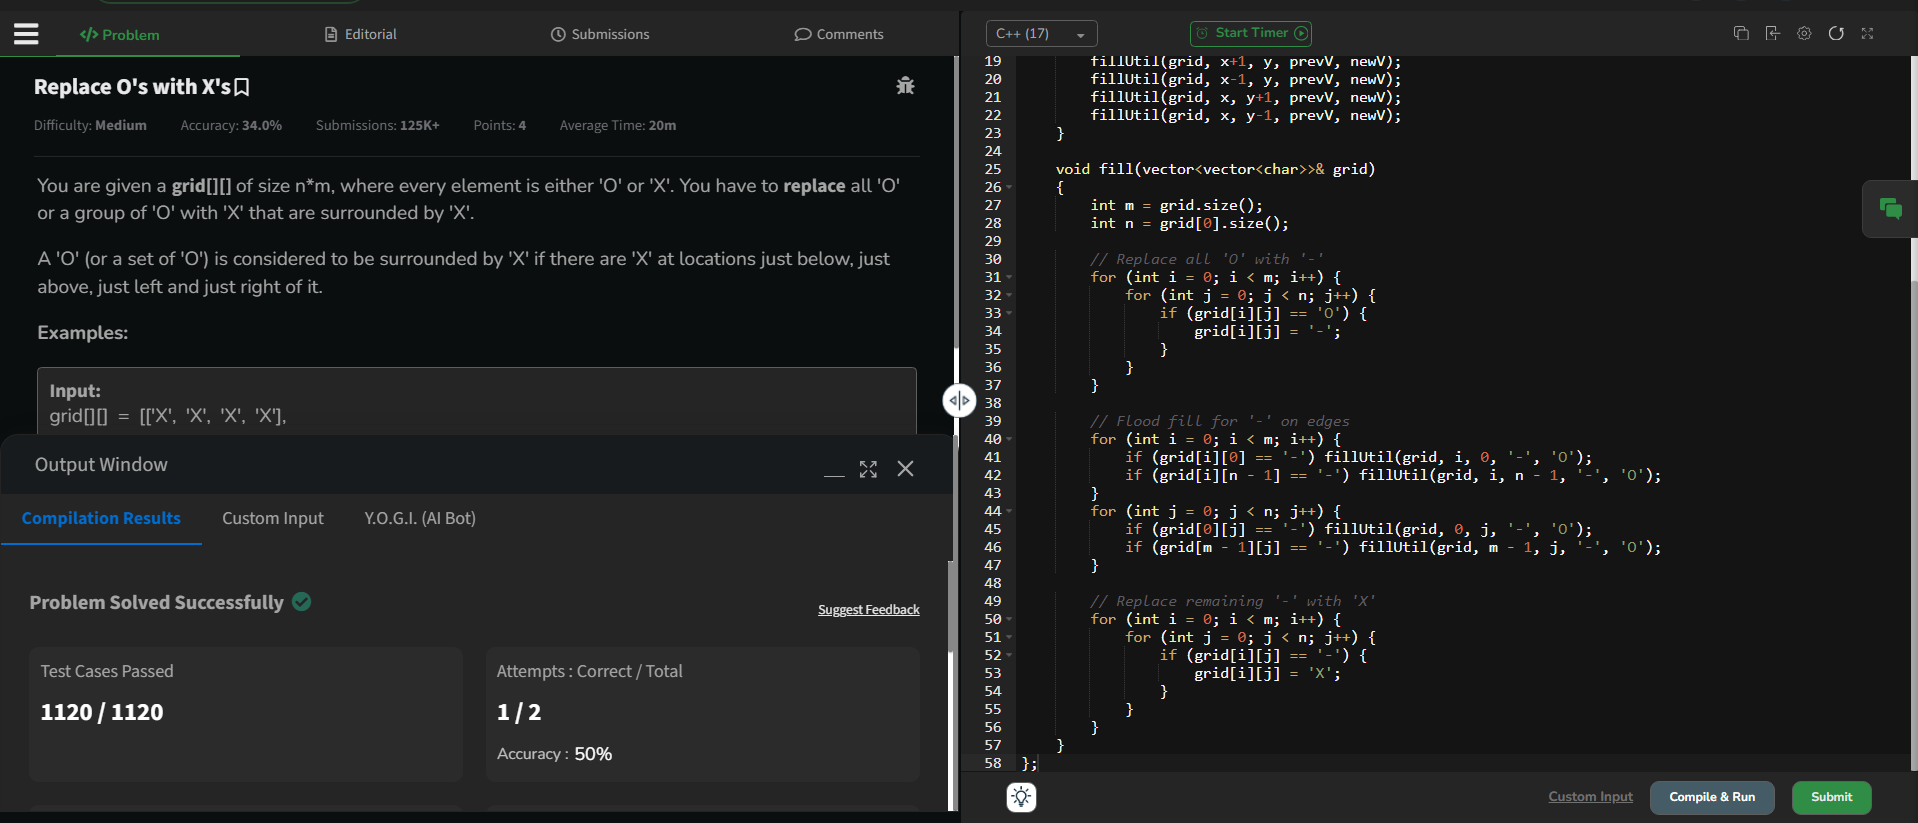 Problem
Editorial
Submissions
Comments
Replace O's with X's
Difficulty: Medium Accuracy: 34.0% Submissions: 125K+ Points: 4 Average Time: 20m
You are given a grid[][] of size n*m, where every element is either 'O' or 'X'. You have to replace all 'O'
or a group of 'O' with 'X' that are surrounded by 'X'.
A 'O' (or a set of 'O') is considered to be surrounded by 'X' if there are 'X' at locations just below, just
above, just left and just right of it.
Examples:
Input:
grid[][] = [['X', 'X', 'X', 'X'],
Output Window
Compilation Results
Custom Input
Y.O.G.I. (AI Bot)
Problem Solved Successfully
Suggest Feedback
Test Cases Passed
1120 / 1120
Attempts : Correct / Total
1 / 2
Accuracy : 50%
C++ (17)
Start Timer
19 fillUtil(grid, x+1, y, prevV, newV);
20 fillUtil(grid, x-1, y, prevV, newV);
21 fillUtil(grid, x, y+1, prevV, newV);
22 fillUtil(grid, x, y-1, prevV, newV);
23 }
24
25 void fill(vector<vector<char>>& grid)
26 {
27 int m = grid.size();
28 int n = grid[0].size();
29
30 // Replace all 'O' with '-'
31 for (int i = 0; i < m; i++) {
32 for (int j = 0; j < n; j++) {
33 if (grid[i][j] == 'O') {
34 grid[i][j] = '-';
35 }
36 }
37 }
38
39 // Flood fill for '-' on edges
40 for (int i = 0; i < m; i++) {
41 if (grid[i][0] == '-') fillUtil(grid, i, 0, '-', 'O');
42 if (grid[i][n - 1] == '-') fillUtil(grid, i, n - 1, '-', 'O');
43 }
44 for (int j = 0; j < n; j++) {
45 if (grid[0][j] == '-') fillUtil(grid, 0, j, '-', 'O');
46 if (grid[m - 1][j] == '-') fillUtil(grid, m - 1, j, '-', 'O');
47 }
48
49 // Replace remaining '-' with 'X'
50 for (int i = 0; i < m; i++) {
51 for (int j = 0; j < n; j++) {
52 if (grid[i][j] == '-') {
53 grid[i][j] = 'X';
54 }
55 }
56 }
57 }
58 };
Custom Input
Compile & Run
Submit